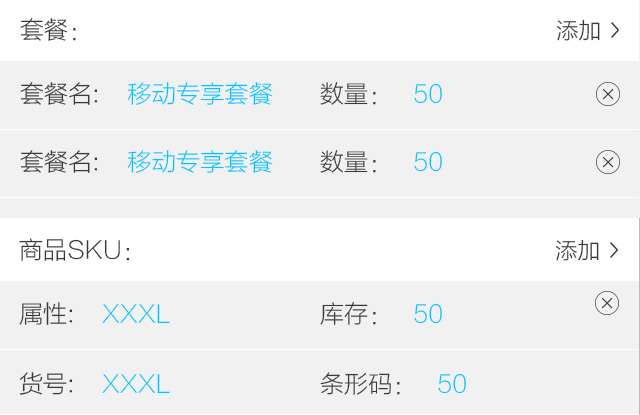 套餐： 添加 >
套餐名: 移动专享套餐 数量： 50
套餐名: 移动专享套餐 数量： 50
商品SKU： 添加 >
属性: XXXL 库存： 50
货号: XXXL 条形码： 50